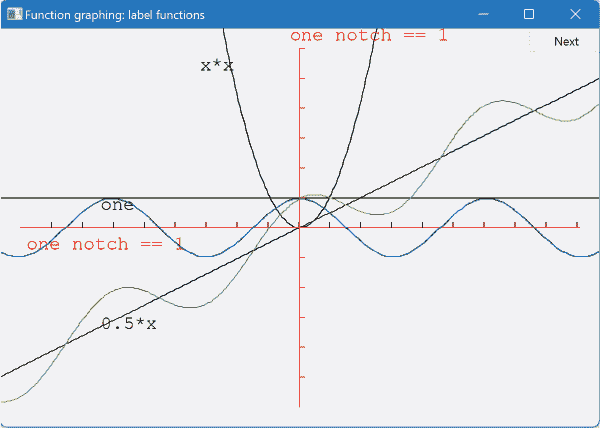 Function graphing: label functions
one notch == 1
Next
x*x
one
one notch == 1
0.5*x